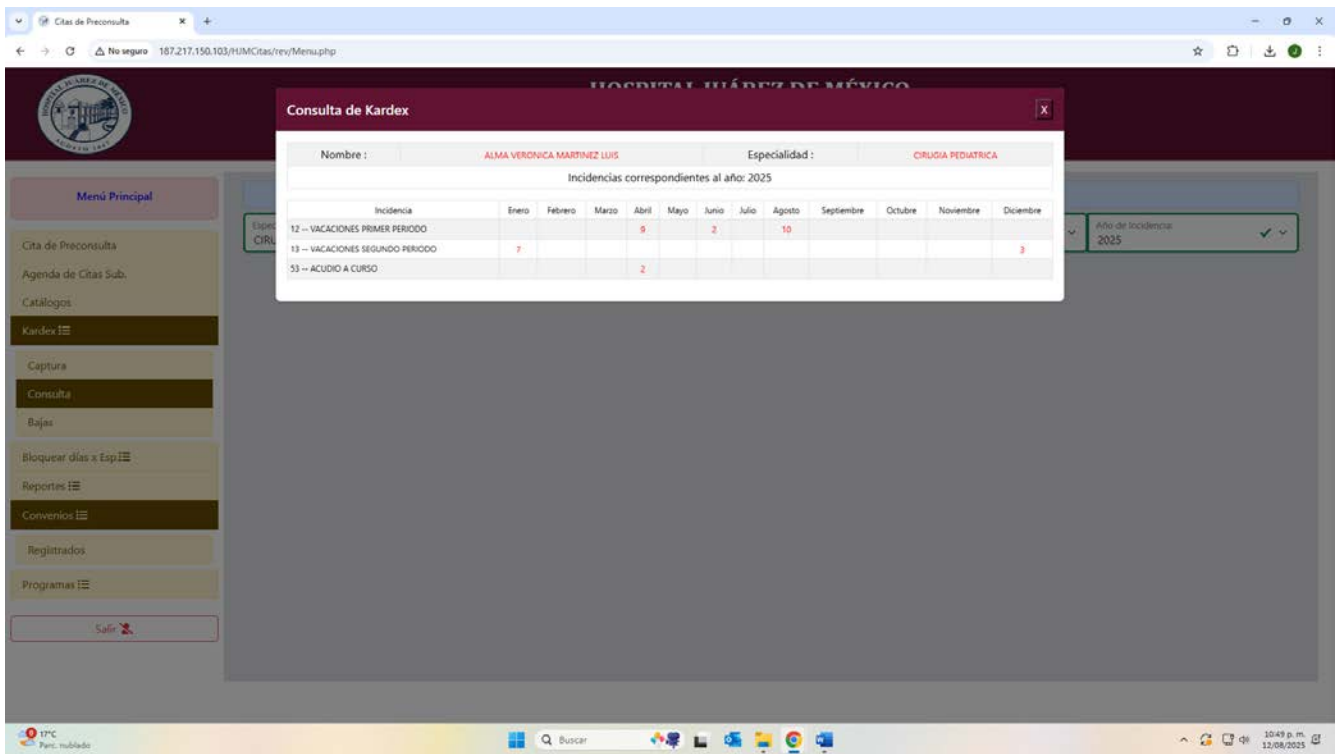 Citas de Preconsulta
No seguro 187.217.150.103/HJMCitas/rev/Menu.php
HOSPITAL JUÁREZ DE MÉXICO
Consulta de Kardex X
Nombre : ALMA VERONICA MARTINEZ LUIS Especialidad : CIRUGIA PEDIATRICA
Incidencias correspondientes al año: 2025
Incidencia Enero Febrero Marzo Abril Mayo Junio Julio Agosto Septiembre Octubre Noviembre Diciembre
12 -- VACACIONES PRIMER PERIODO 9 2 10
13 -- VACACIONES SEGUNDO PERIODO 7 3
53 -- ACUDIO A CURSO 2
Menú Principal
Cita de Preconsulta
Agenda de Citas Sub.
Catálogos
Kardex
Captura
Consulta
Bajas
Bloquear días x Esp
Reportes
Convenios
Registrados
Programas
Salir
CIRU
Año de Incidencia
2025
17°C
Parc. nublado
Buscar
10:49 p. m.
12/08/2025